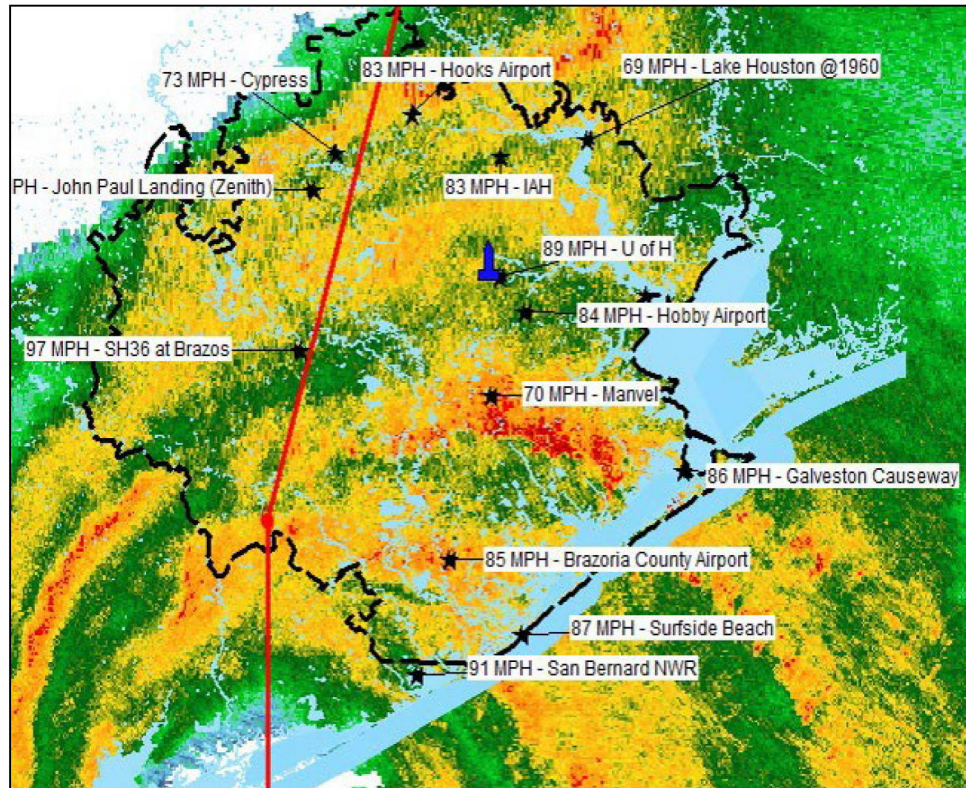 83 MPH - Hooks Airport
69 MPH - Lake Houston @1960
73 MPH - Cypress
PH - John Paul Landing (Zenith)
83 MPH - IAH
89 MPH - U of H
84 MPH - Hobby Airport
97 MPH - SH36 at Brazos
70 MPH - Manvel
86 MPH - Galveston Causeway
85 MPH - Brazoria County Airport
87 MPH - Surfside Beach
91 MPH - San Bernard NWR